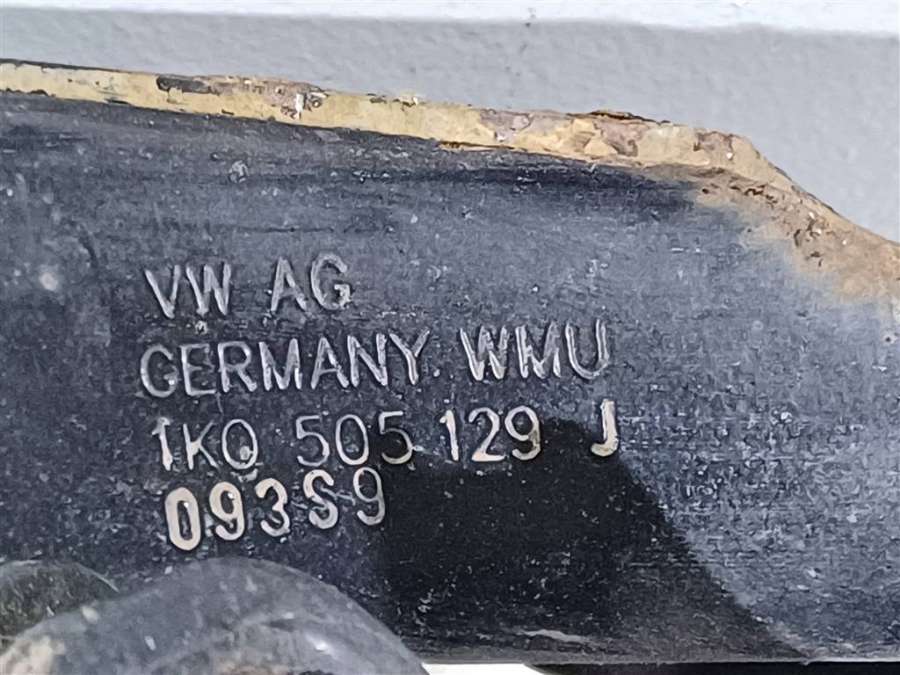 VW AG
GERMANY. WMU
1K0 505 129 J
093S9